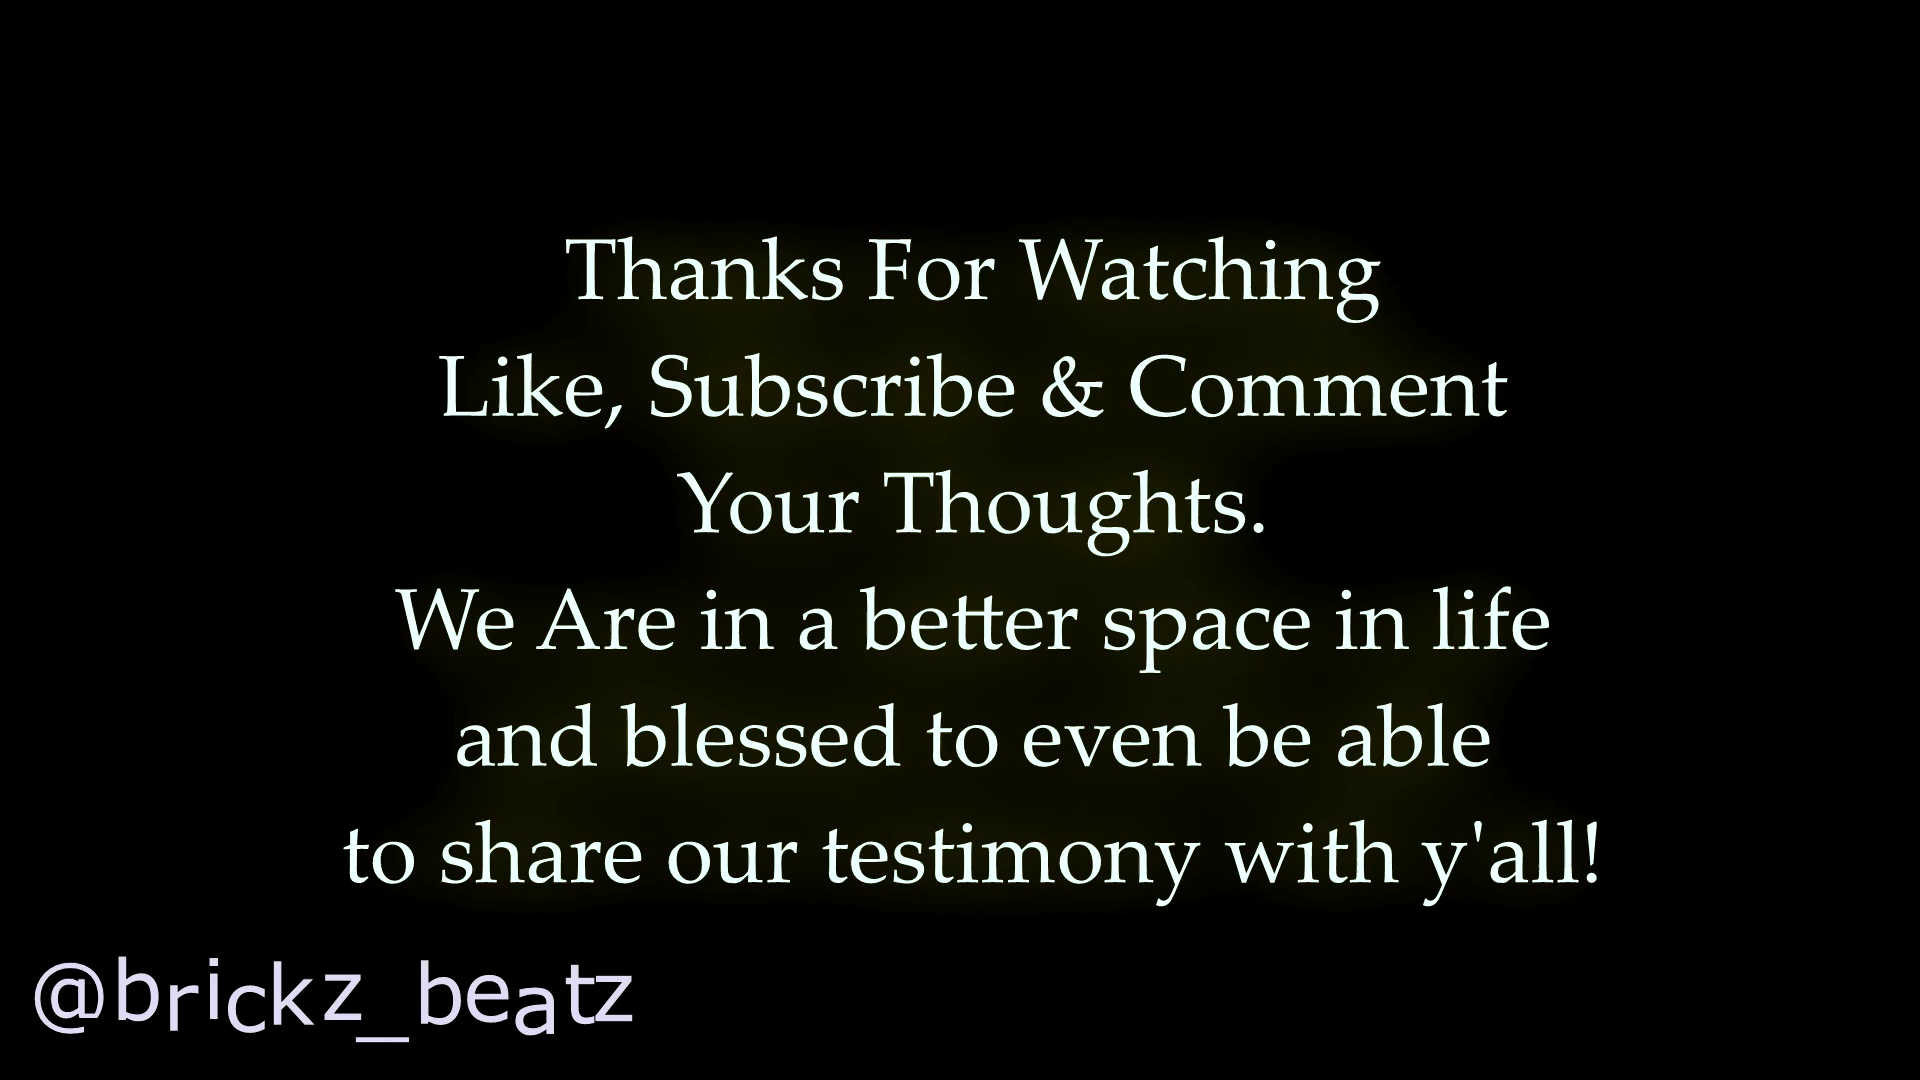 Thanks For Watching
Like, Subscribe & Comment
Your Thoughts.
We Are in a better space in life
and blessed to even be able
to share our testimony with y'all!
@brickz_beatz